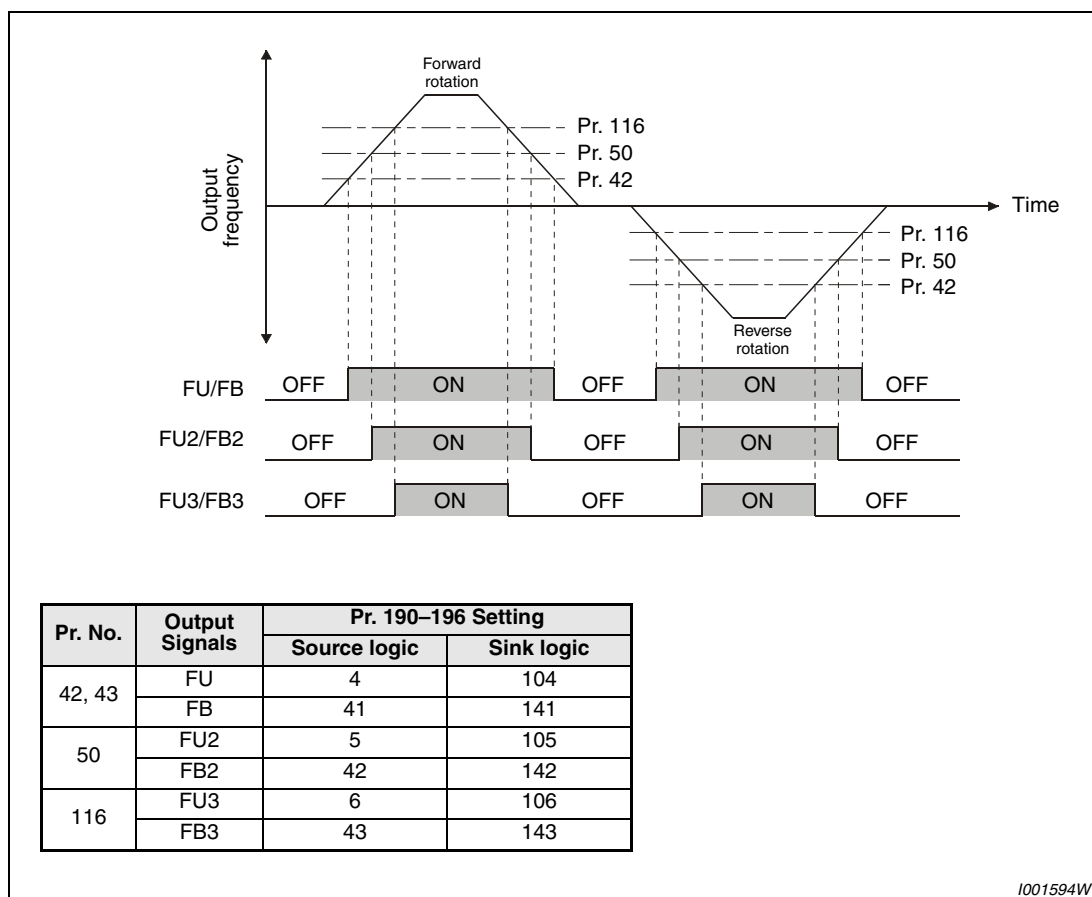 Forward
rotation
Pr. 116
Pr. 50
Pr. 42
Output
frequency
Time
Pr. 116
Pr. 50
Pr. 42
Reverse
rotation
FU/FB OFF ON OFF ON OFF
FU2/FB2 OFF ON OFF ON OFF
FU3/FB3 OFF ON OFF ON OFF
Pr. No. Output Signals Pr. 190–196 Setting
Source logic Sink logic
42, 43 FU 4 104
FB 41 141
50 FU2 5 105
FB2 42 142
116 FU3 6 106
FB3 43 143
I001594W